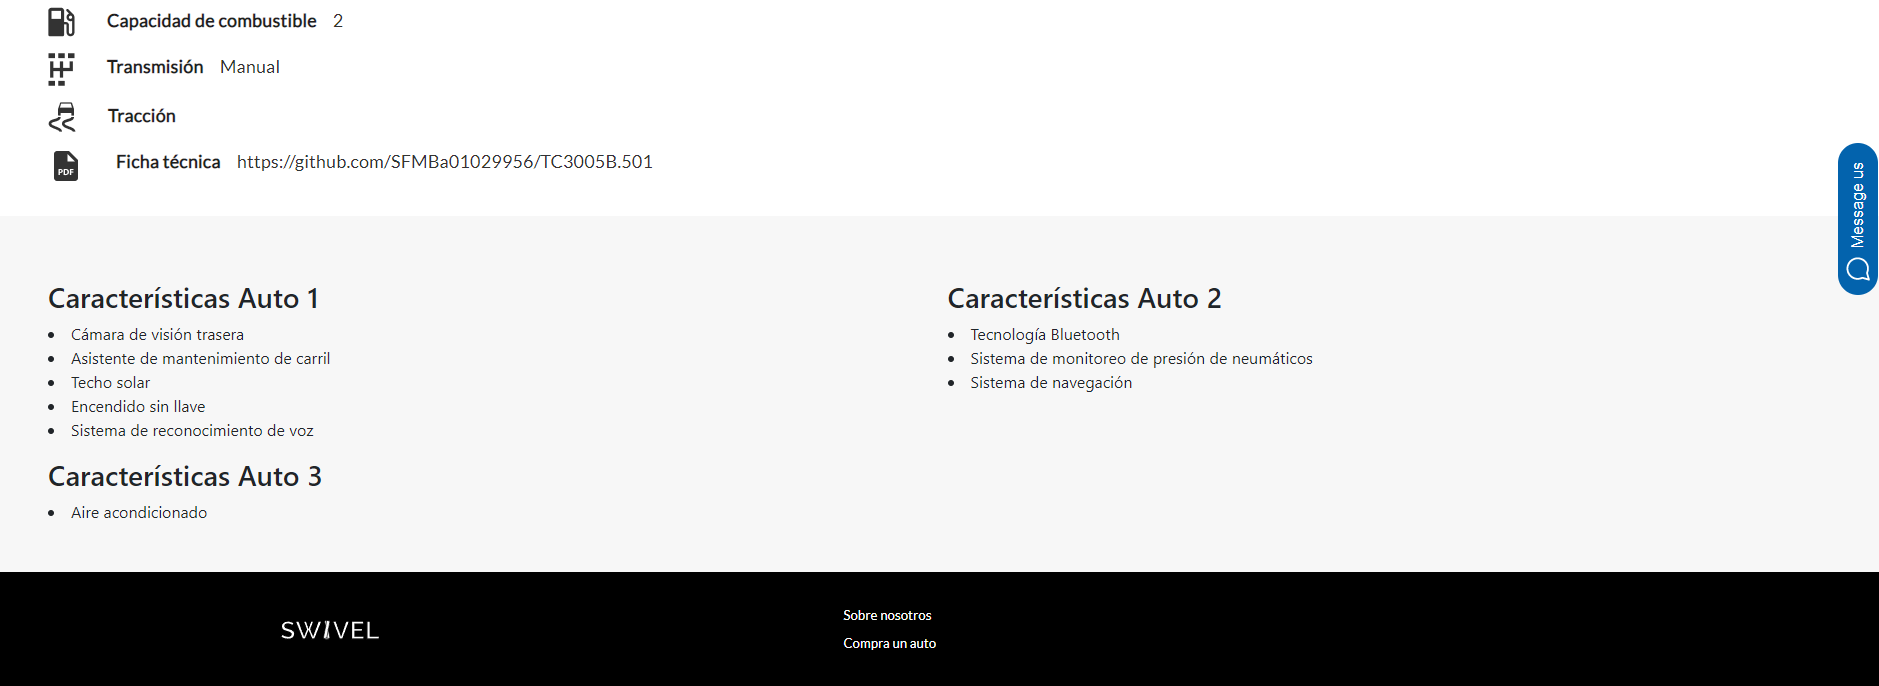 Capacidad de combustible 2
Transmisión Manual
Tracción
PDF
Ficha técnica https://github.com/SFMBa01029956/TC3005B.501
Message us
Características Auto 1
Cámara de visión trasera
Asistente de mantenimiento de carril
Techo solar
Encendido sin llave
Sistema de reconocimiento de voz
Características Auto 2
Tecnología Bluetooth
Sistema de monitoreo de presión de neumáticos
Sistema de navegación
Características Auto 3
Aire acondicionado
SWIVEL
Sobre nosotros
Compra un auto